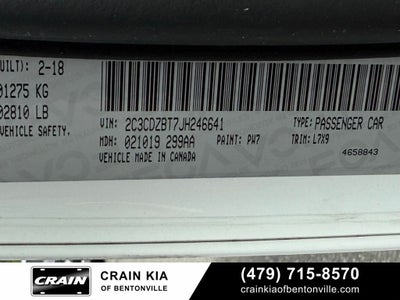 UILT): 2-18
01275 KG
02810 LB
VEHICLE SAFETY.
VIN: 2C3CDZBT7JH246641
TYPE: PASSENGER CAR
MDH: 021019 299AA
PAINT: PW7
TRIM: L7X9
VEHICLE MADE IN CANADA
4658843
CRAIN
CRAIN KIA
OF BENTONVILLE
(479) 715-8570
crainkiaofbentonville.com